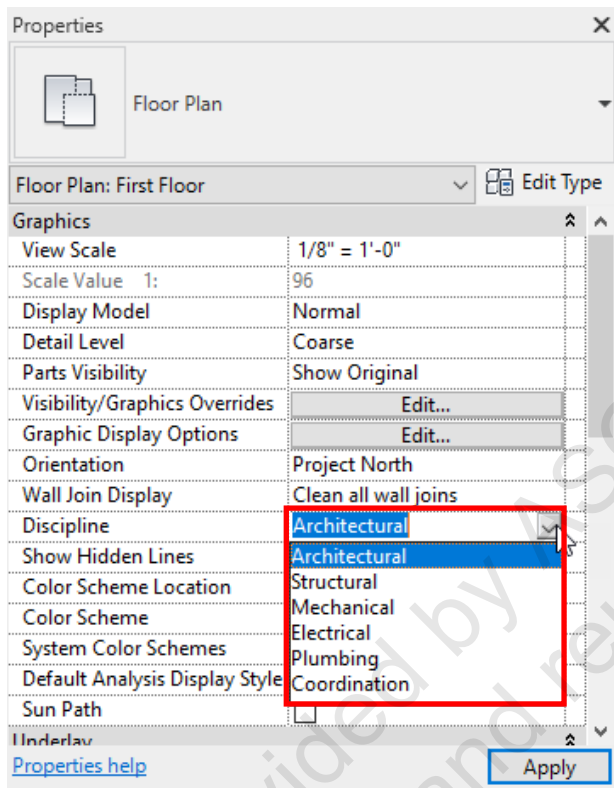 Properties
Floor Plan
Floor Plan: First Floor Edit Type
Graphics
View Scale 1/8" = 1'-0"
Scale Value 1: 96
Display Model Normal
Detail Level Coarse
Parts Visibility Show Original
Visibility/Graphics Overrides Edit...
Graphic Display Options Edit...
Orientation Project North
Wall Join Display Clean all wall joins
Discipline Architectural
Show Hidden Lines Architectural
Color Scheme Location Structural
Color Scheme Mechanical
System Color Schemes Electrical
Default Analysis Display Style Plumbing
Coordination
Sun Path
Underlay
Properties help Apply